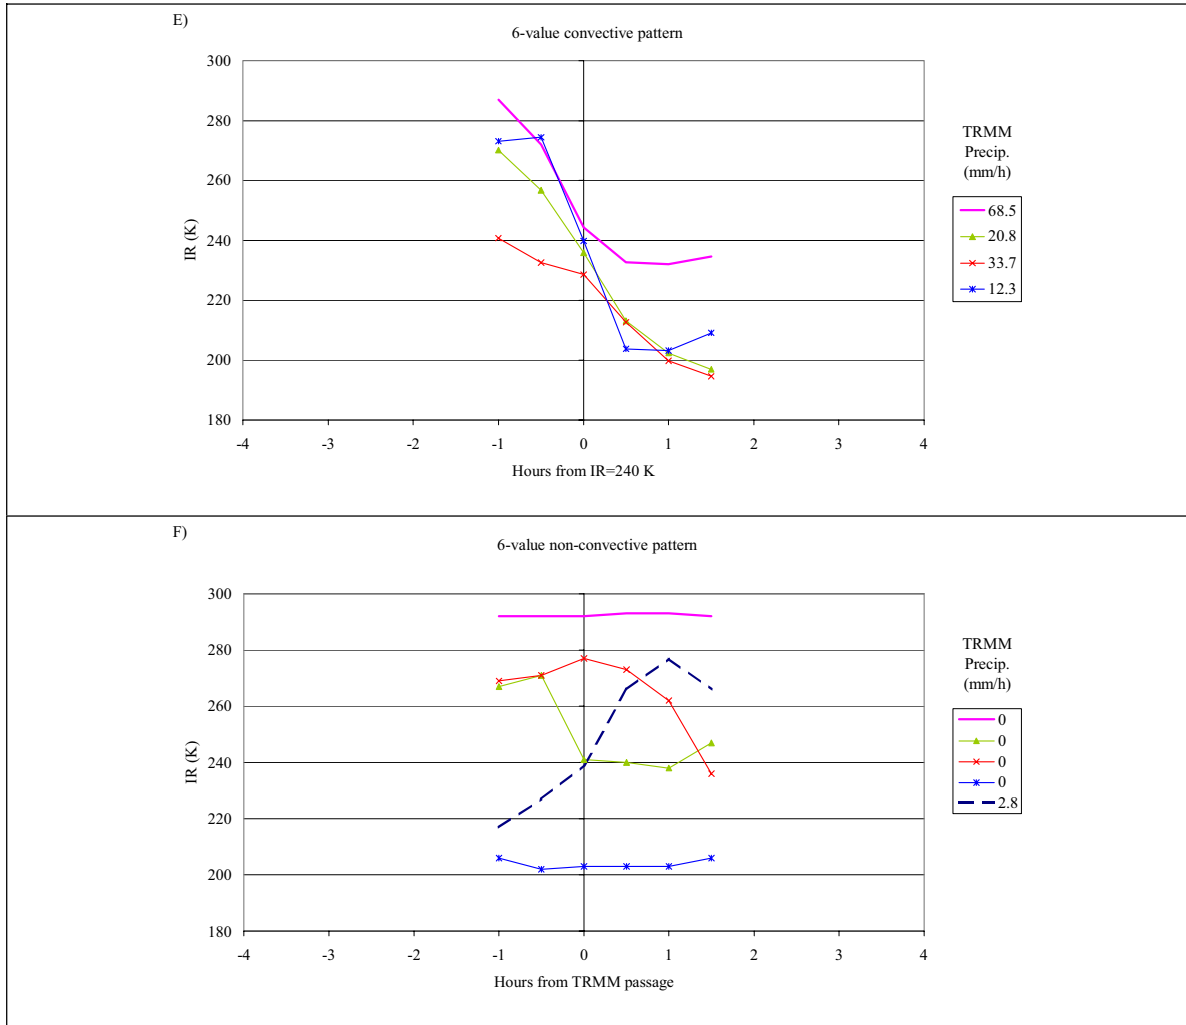 E)
6-value convective pattern
300
280
260
240
220
200
180
IR (K)
-4 -3 -2 -1 0 1 2 3 4
Hours from IR=240 K
TRMM
Precip.
(mm/h)
68.5
20.8
33.7
12.3
F)
6-value non-convective pattern
300
280
260
240
220
200
180
IR (K)
-4 -3 -2 -1 0 1 2 3 4
Hours from TRMM passage
TRMM
Precip.
(mm/h)
0
0
0
0
2.8